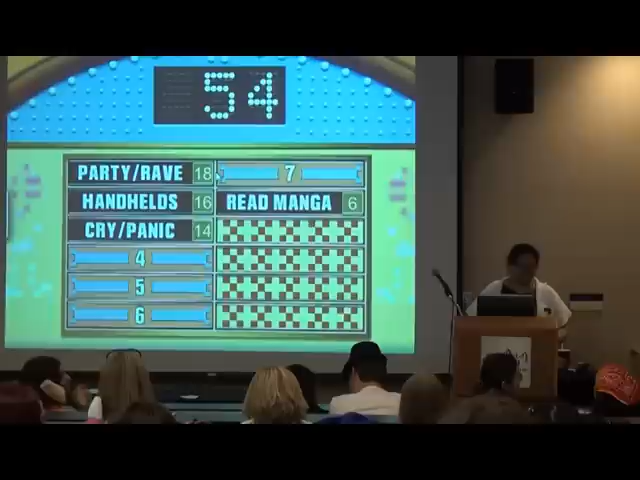 54
PARTY/RAVE 18
7
HANDHELDS 16
READ MANGA 6
CRY/PANIC 14
4
5
6